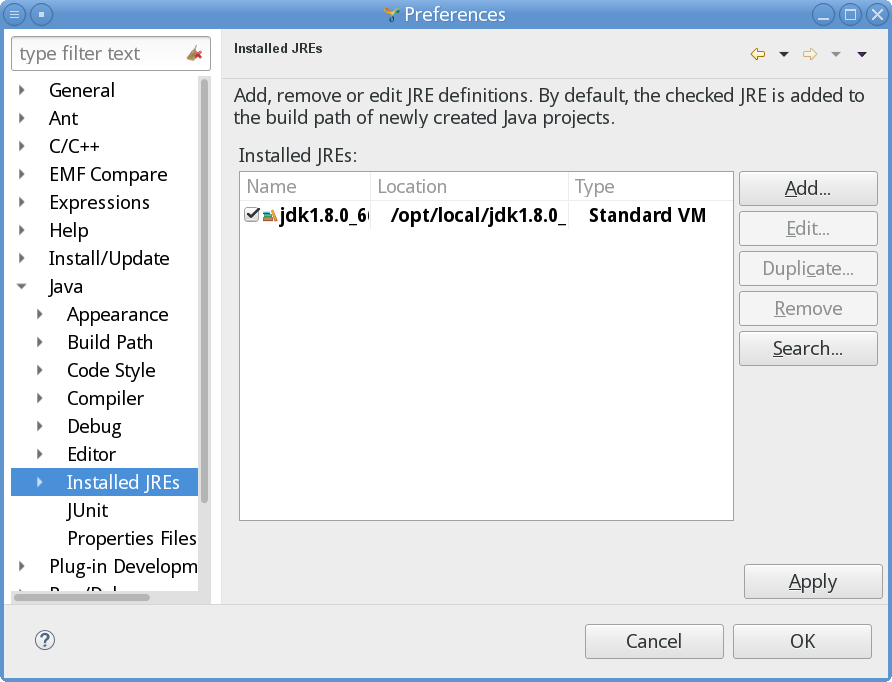 Preferences
type filter text
General
Ant
C/C++
EMF Compare
Expressions
Help
Install/Update
Java
Appearance
Build Path
Code Style
Compiler
Debug
Editor
Installed JREs
JUnit
Properties Files
Plug-in Developm
Installed JREs
Add, remove or edit JRE definitions. By default, the checked JRE is added to
the build path of newly created Java projects.
Installed JREs:
Name Location Type
jdk1.8.0_6 /opt/local/jdk1.8.0_ Standard VM
Add...
Edit...
Duplicate...
Remove
Search...
Apply
?
Cancel OK